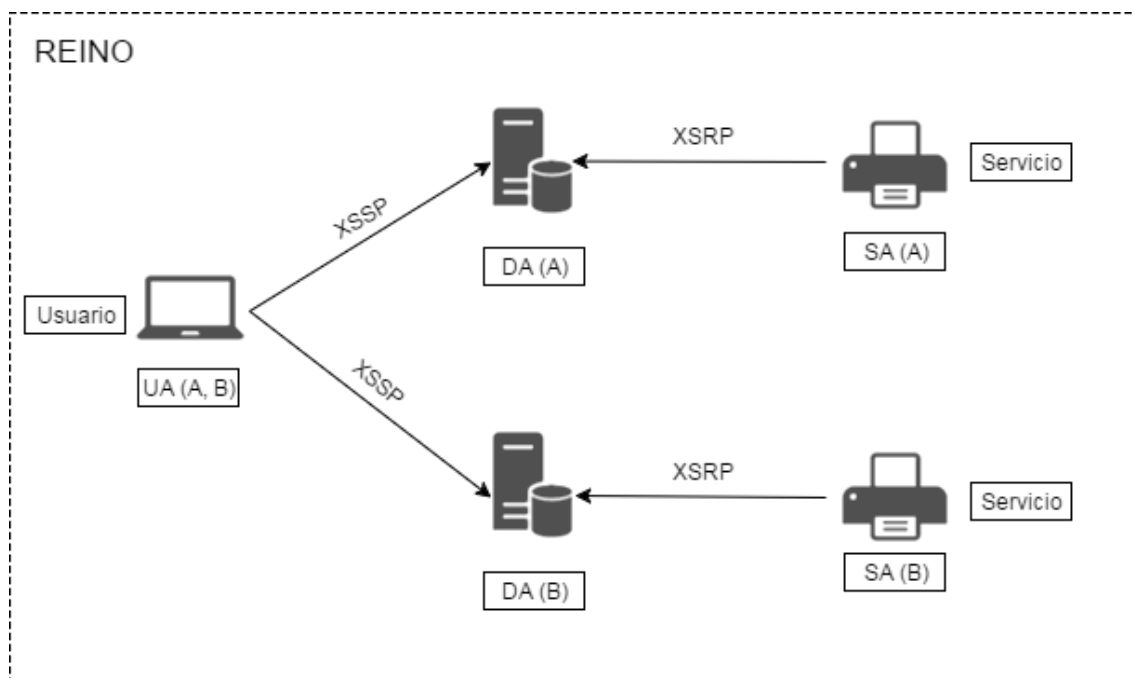 REINO
XSRP
Servicio
XSSP
DA (A)
SA (A)
Usuario
UA (A, B)
XSSP
XSRP
Servicio
DA (B)
SA (B)